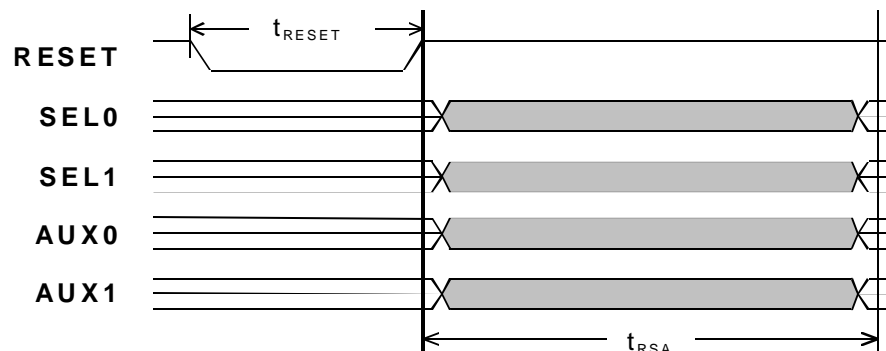 tRESET
RESET
SEL0
SEL1
AUX0
AUX1
tRSA